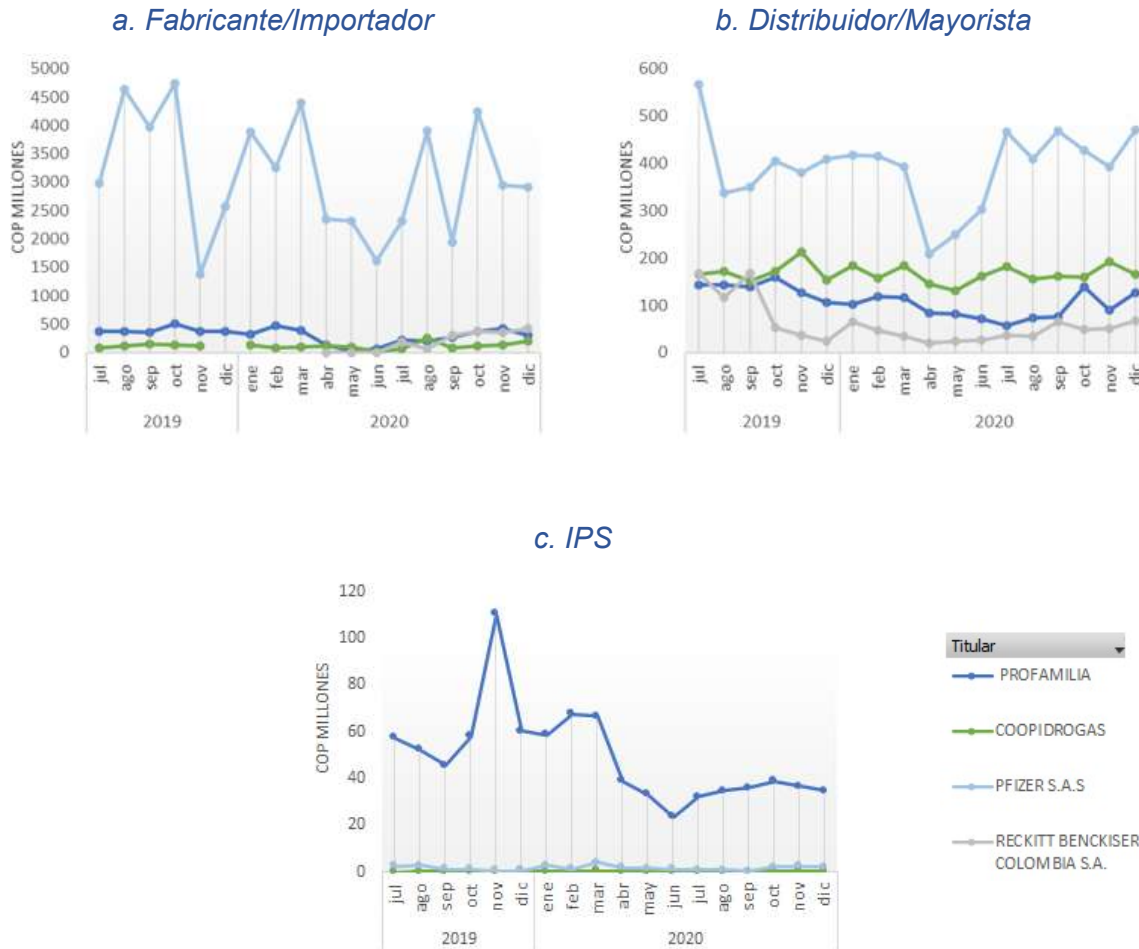 a. Fabricante/Importador
5000
4500
4000
3500
3000
2500
2000
1500
1000
500
0
COP MILLONES
jul
ago
sep
oct
nov
dic
ene
feb
mar
abr
may
jun
jul
ago
sep
oct
nov
dic
2019
2020
b. Distribuidor/Mayorista
600
500
400
300
200
100
0
COP MILLONES
jul
ago
sep
oct
nov
dic
ene
feb
mar
abr
may
jun
jul
ago
sep
oct
nov
dic
2019
2020
c. IPS
120
100
80
60
40
20
0
COP MILLONES
jul
ago
sep
oct
nov
dic
ene
feb
mar
abr
may
jun
jul
ago
sep
oct
nov
dic
2019
2020
Titular
PROFAMILIA
COOPIDROGAS
PFIZER S.A.S
RECKITT BENCKISER
COLOMBIA S.A.